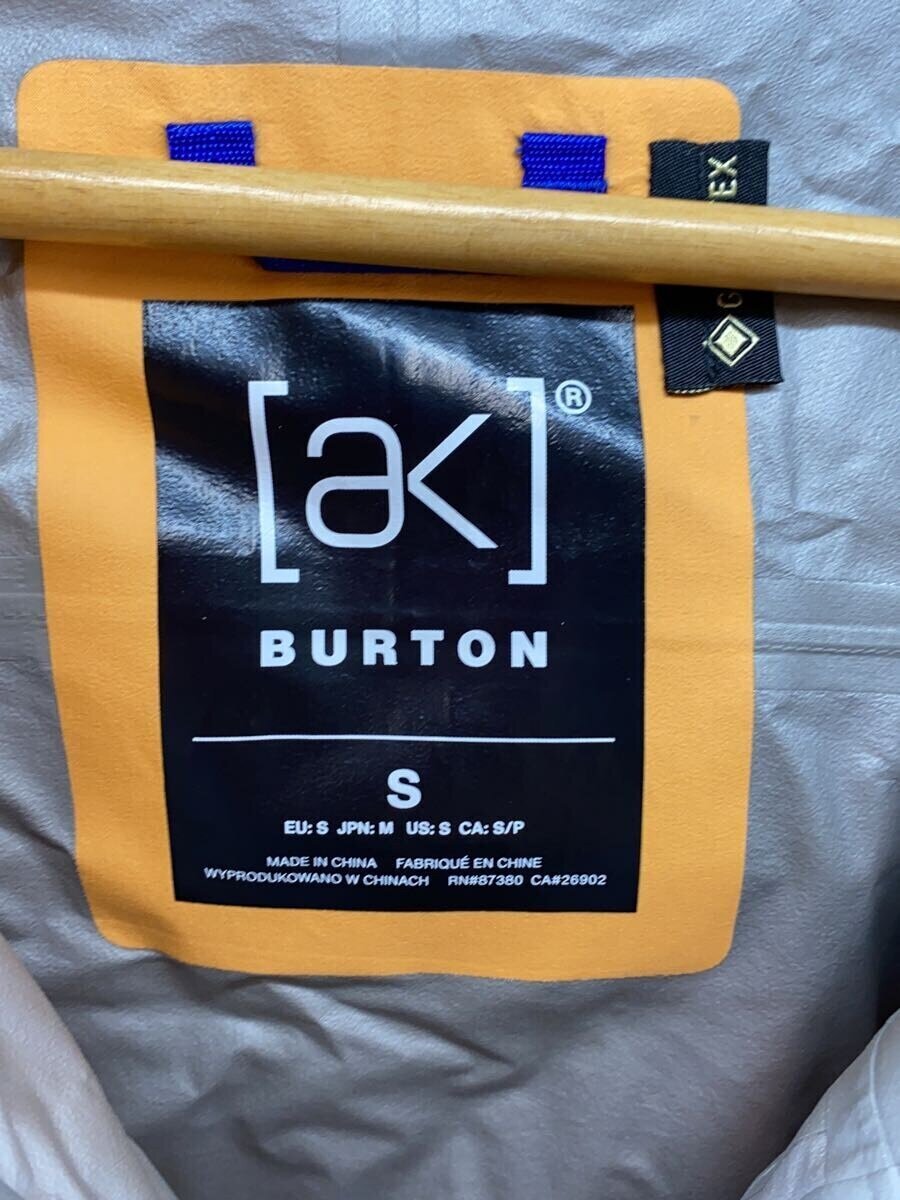 [ak]®
BURTON
S
EU: S JPN: M US: S CA: S/P
MADE IN CHINA FABRIQUÉ EN CHINE
WYPRODUKOWANO W CHINACH RN#87380 CA#26902